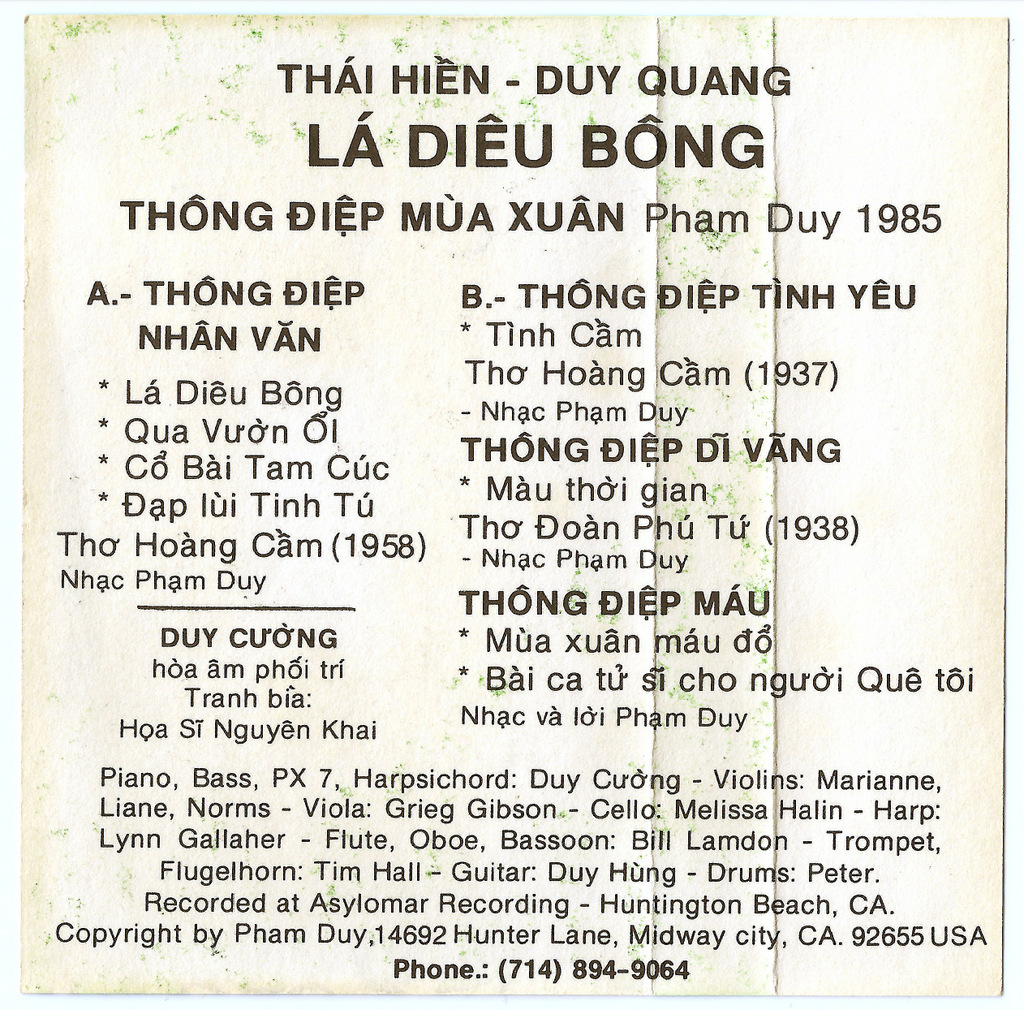 THÁI HIỀN - DUY QUANG
LÁ DIÊU BÔNG
THÔNG ĐIỆP MÙA XUÂN Phạm Duy 1985
A.- THÔNG ĐIỆP
NHÂN VĂN
* Lá Diêu Bông
* Qua Vườn Ổi
* Cổ Bài Tam Cúc
* Đạp lùi Tinh Tú
Thơ Hoàng Cầm (1958)
Nhạc Phạm Duy
DUY CƯỜNG
hòa âm phối trí
Tranh bìa:
Họa Sĩ Nguyên Khai
B.- THÔNG ĐIỆP TÌNH YÊU
* Tình Cầm
Thơ Hoàng Cầm (1937)
- Nhạc Phạm Duy
THÔNG ĐIỆP DĨ VÃNG
* Màu thời gian
Thơ Đoàn Phú Tứ (1938)
- Nhạc Phạm Duy
THÔNG ĐIỆP MÁU
* Mùa xuân máu đổ
* Bài ca tử sĩ cho người Quê tôi
Nhạc và lời Phạm Duy
Piano, Bass, PX 7, Harpsichord: Duy Cường - Violins: Marianne,
Liane, Norms - Viola: Grieg Gibson - Cello: Melissa Halin - Harp:
Lynn Gallaher - Flute, Oboe, Bassoon: Bill Lamdon - Trompet,
Flugelhorn: Tim Hall - Guitar: Duy Hùng - Drums: Peter.
Recorded at Asylomar Recording - Huntington Beach, CA.
Copyright by Pham Duy,14692 Hunter Lane, Midway city, CA. 92655 USA
Phone.: (714) 894-9064